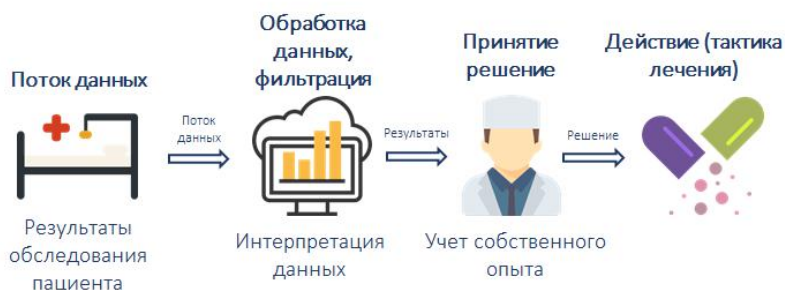 Поток данных
Результаты
обследования
пациента
Поток
данных
Обработка
данных,
фильтрация
Интерпретация
данных
Результаты
Принятие
решение
Учет собственного
опыта
Решение
Действие (тактика
лечения)